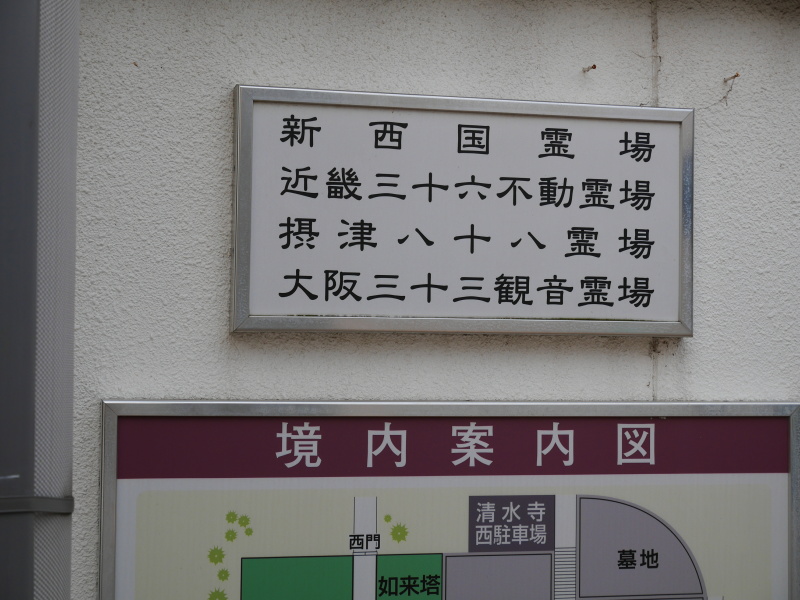 新西国霊場
近畿三十六不動霊場
摂津八十八霊場
大阪三十三観音霊場
境内案内図
清水寺
西駐車場
西門
墓地
如来塔